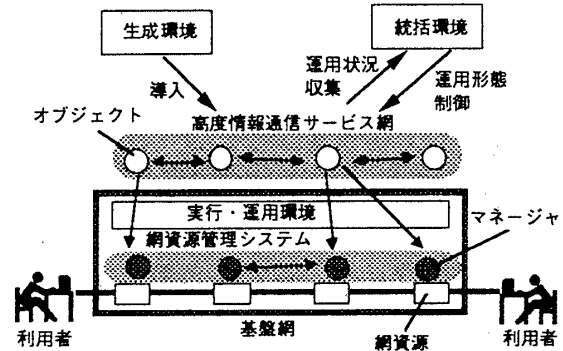 生成環境
統括環境
導入
運用状況
収集
運用形態
制御
オブジェクト
高度情報通信サービス網
実行・運用環境
マネージャ
網資源管理システム
利用者
基盤網
網資源
利用者